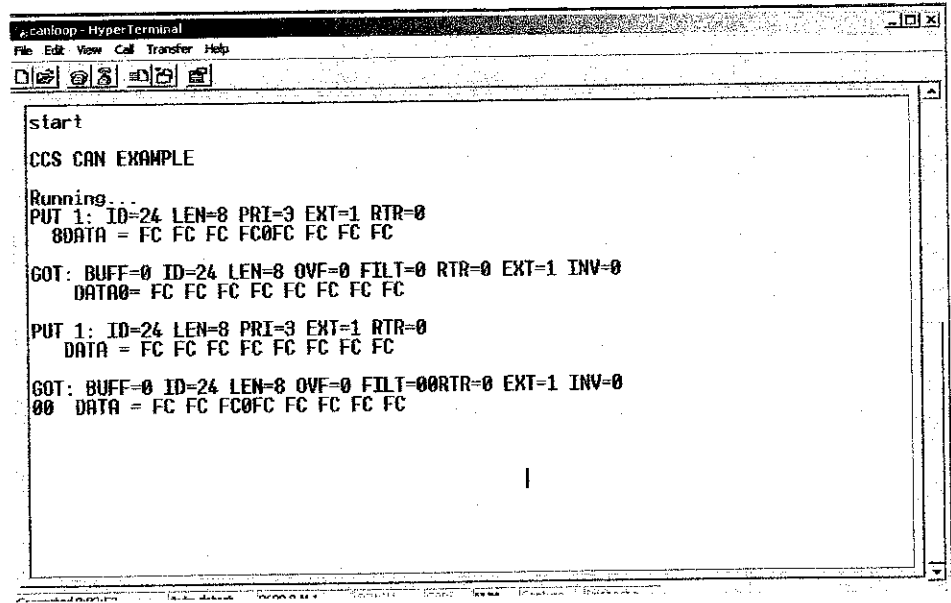 canloop - HyperTerminal
File Edit View Call Transfer Help
start
CCS CAN EXAMPLE
Running...
PUT 1: ID=24 LEN=8 PRI=3 EXT=1 RTR=0
8DATA = FC FC FC FC0FC FC FC FC
GOT: BUFF=0 ID=24 LEN=8 OVF=0 FILT=0 RTR=0 EXT=1 INV=0
DATA0= FC FC FC FC FC FC FC FC
PUT 1: ID=24 LEN=8 PRI=3 EXT=1 RTR=0
DATA = FC FC FC FC FC FC FC FC
GOT: BUFF=0 ID=24 LEN=8 OVF=0 FILT=00RTR=0 EXT=1 INV=0
00 DATA = FC FC FC0FC FC FC FC FC